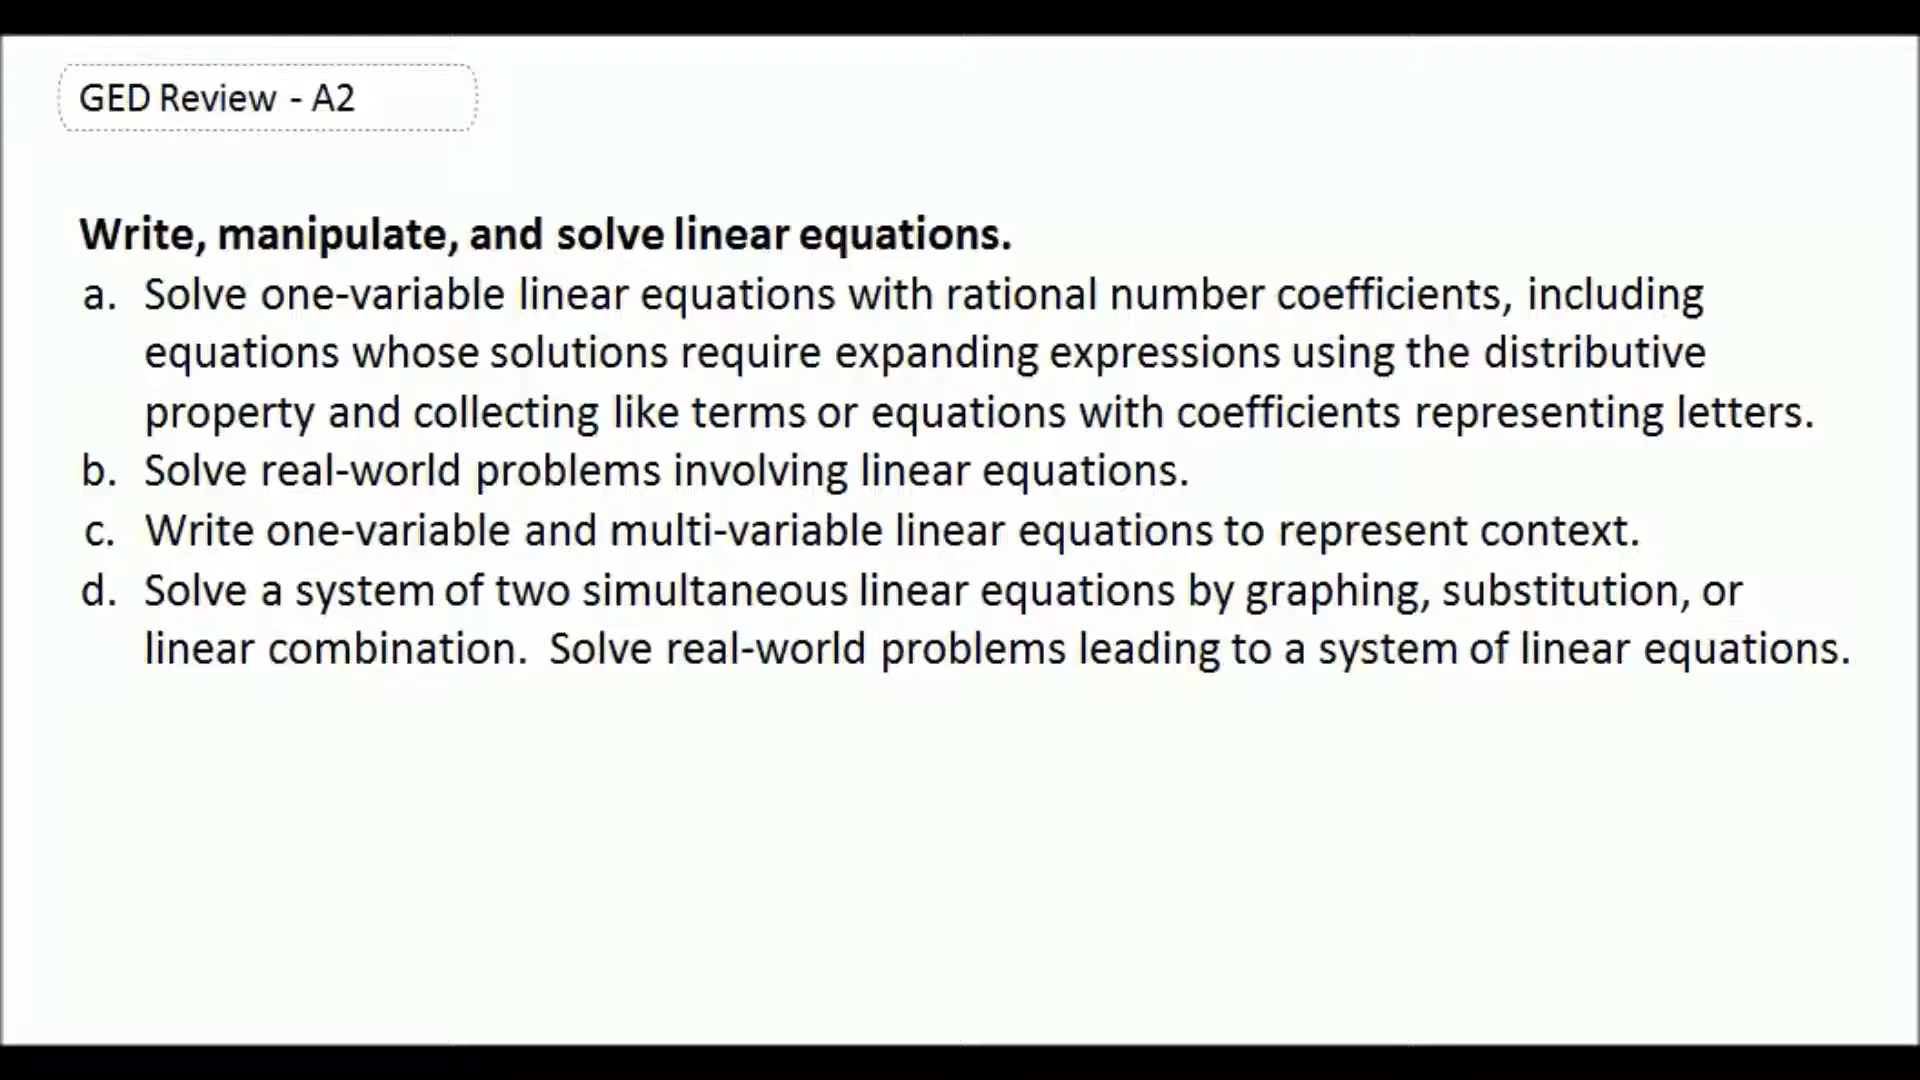 GED Review - A2
Write, manipulate, and solve linear equations.
a. Solve one-variable linear equations with rational number coefficients, including
equations whose solutions require expanding expressions using the distributive
property and collecting like terms or equations with coefficients representing letters.
b. Solve real-world problems involving linear equations.
c. Write one-variable and multi-variable linear equations to represent context.
d. Solve a system of two simultaneous linear equations by graphing, substitution, or
linear combination. Solve real-world problems leading to a system of linear equations.